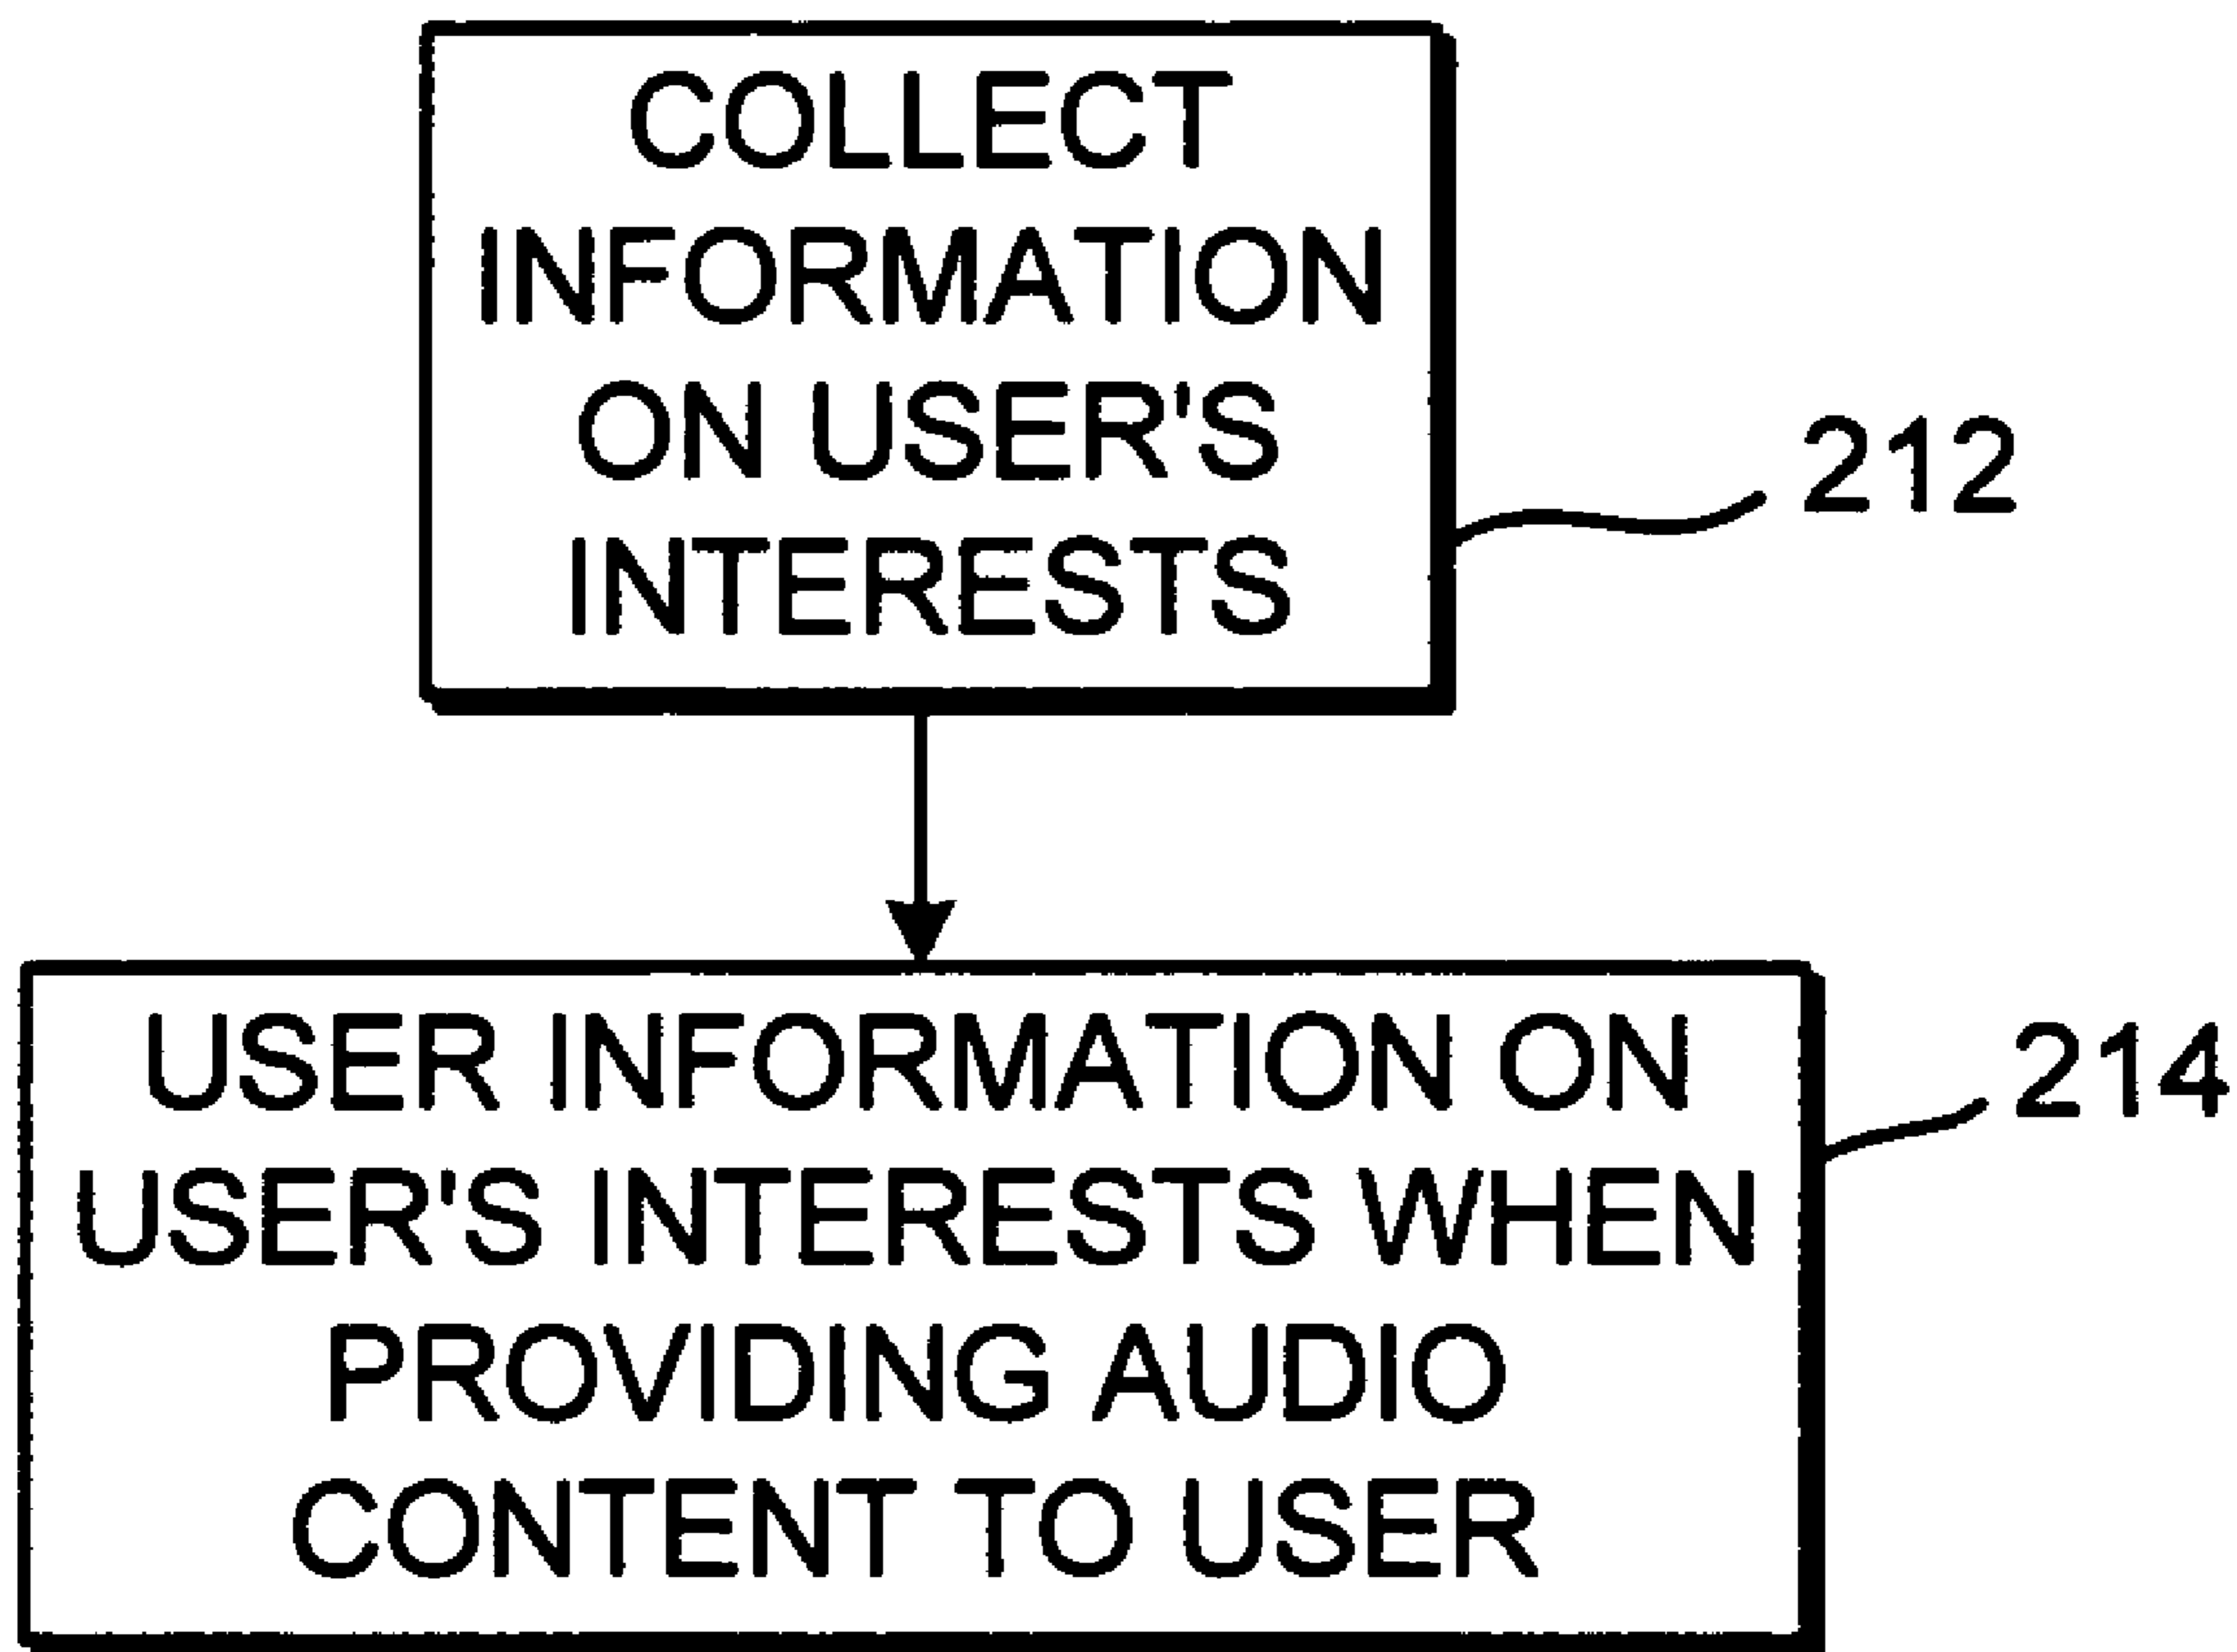 COLLECT
INFORMATION
ON USER'S
INTERESTS
212
USER INFORMATION ON
USER'S INTERESTS WHEN
PROVIDING AUDIO
CONTENT TO USER
214